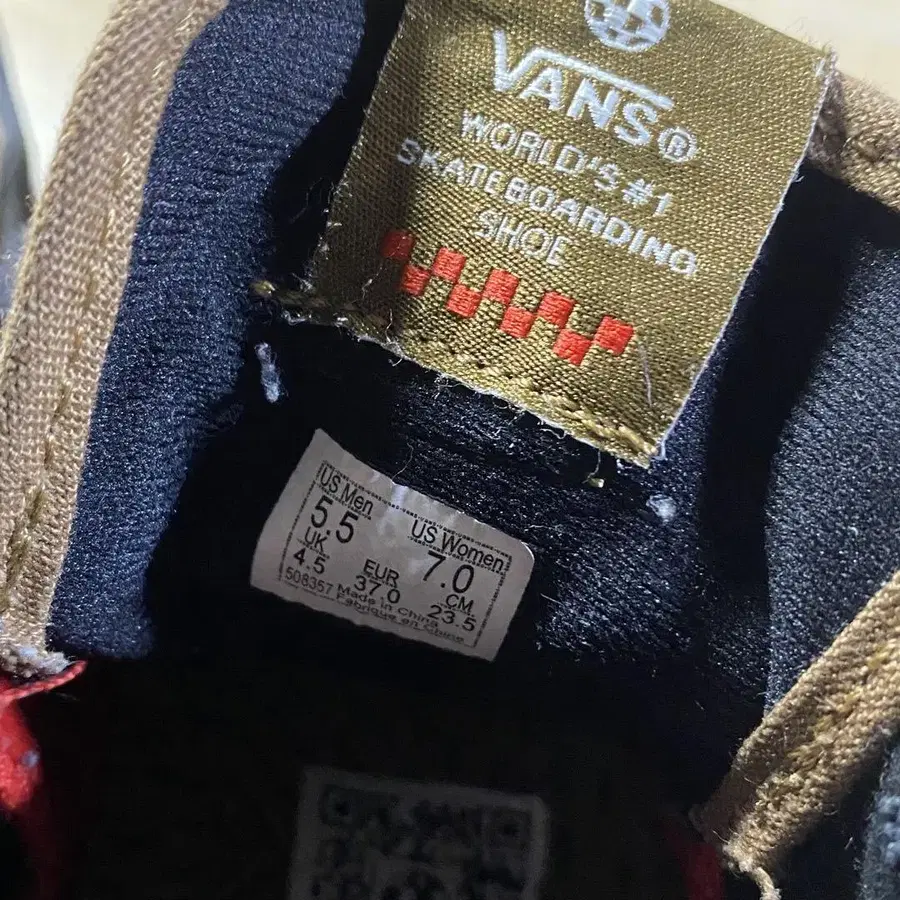 VANS®
WORLD'S #1
SKATEBOARDING
SHOE
US Men US Women
5.5 7.0
UK EUR CM
4.5 37.0 23.5
508357 Made in China
Fabriqué en Chine